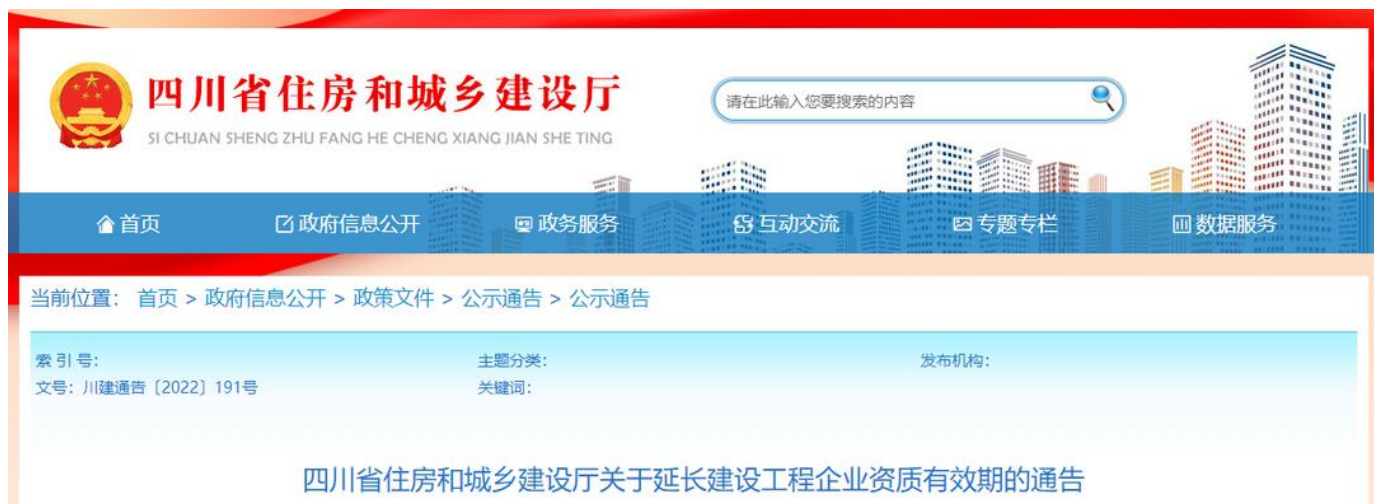 四川省住房和城乡建设厅
SI CHUAN SHENG ZHU FANG HE CHENG XIANG JIAN SHE TING
请在此输入您要搜索的内容
首页 政府信息公开 政务服务 互动交流 专题专栏 数据服务
当前位置: 首页 > 政府信息公开 > 政策文件 > 公示通告 > 公示通告
索 引 号: 主题分类: 发布机构:
文号: 川建通告〔2022〕191号 关键词:
四川省住房和城乡建设厅关于延长建设工程企业资质有效期的通告